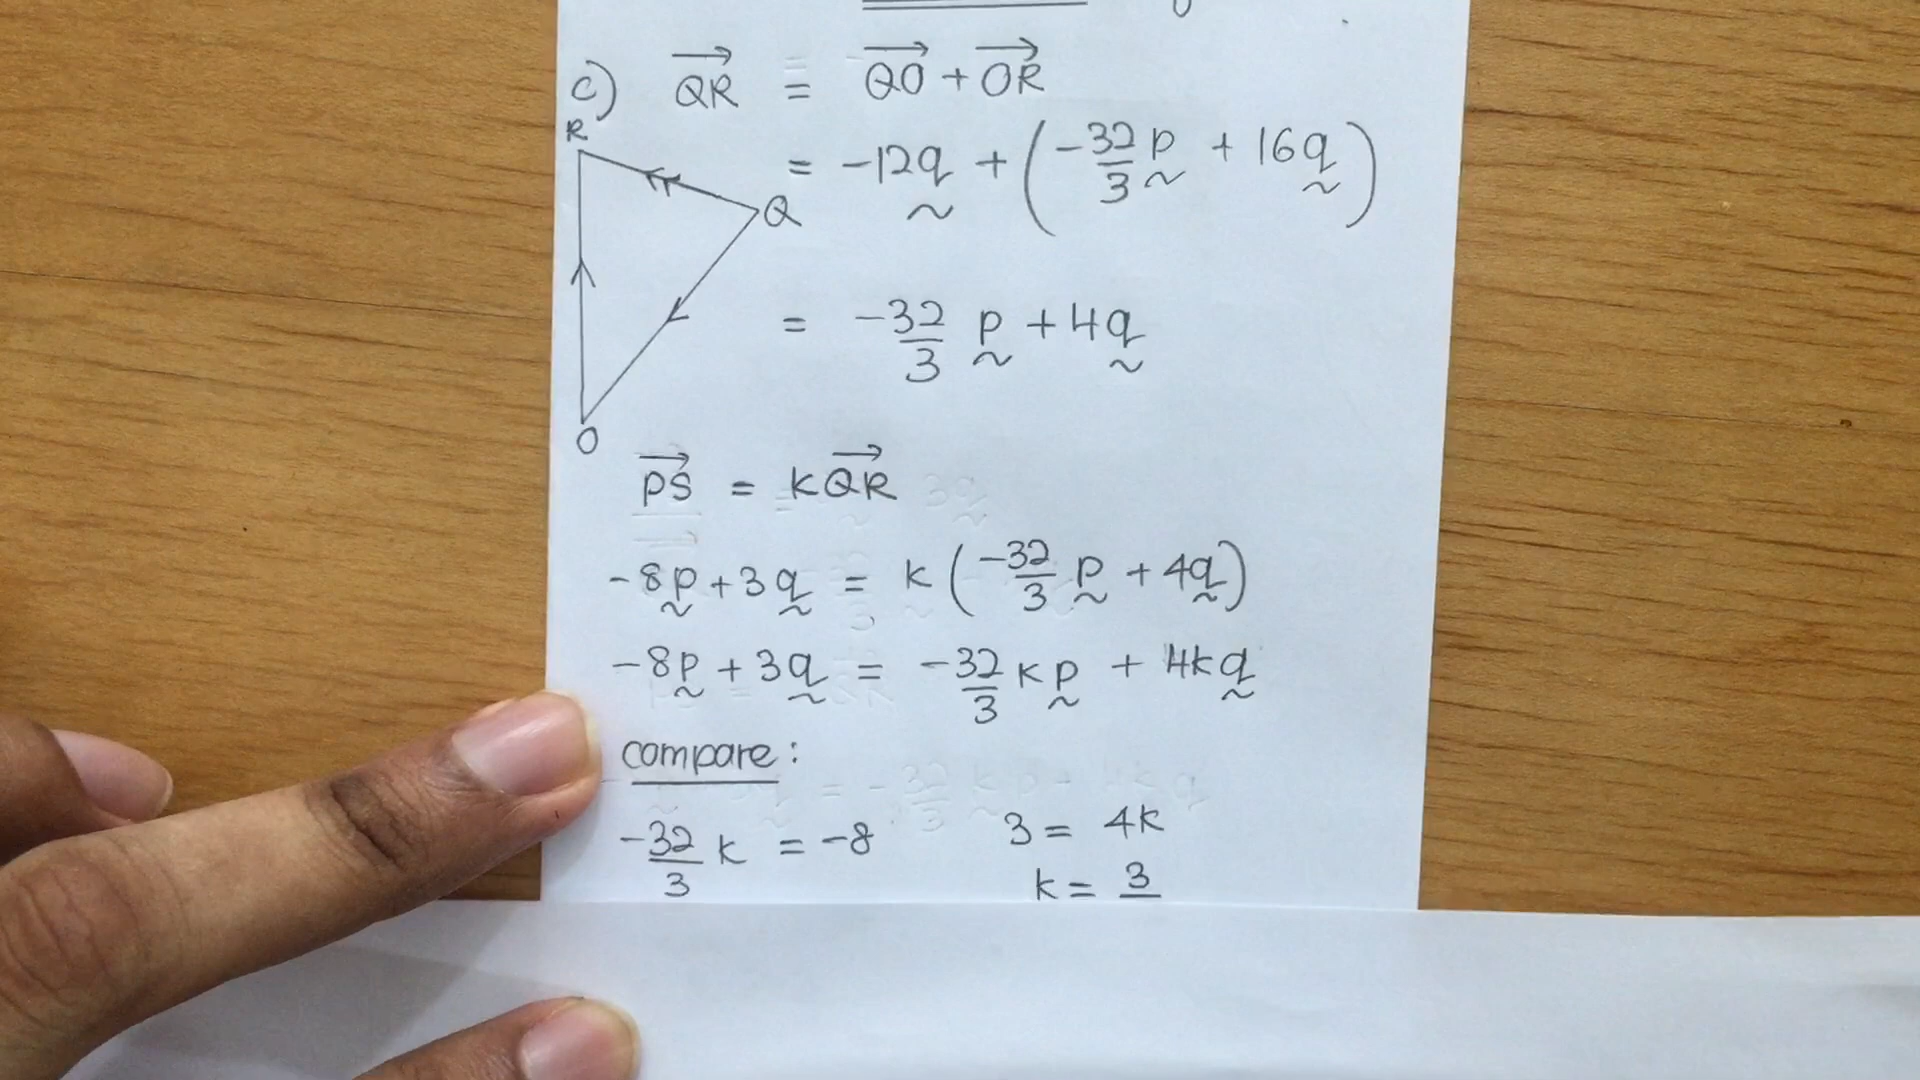 c) QR = QO + OR
= -12q + (-32/3 p + 16q)
R
Q
= -32/3 p + 4q
O
PS = kQR
-8p + 3q = k(-32/3 p + 4q)
-8p + 3q = -32/3 kp + 4kq
compare:
-32/3 k = -8
3 = 4k
k = 3